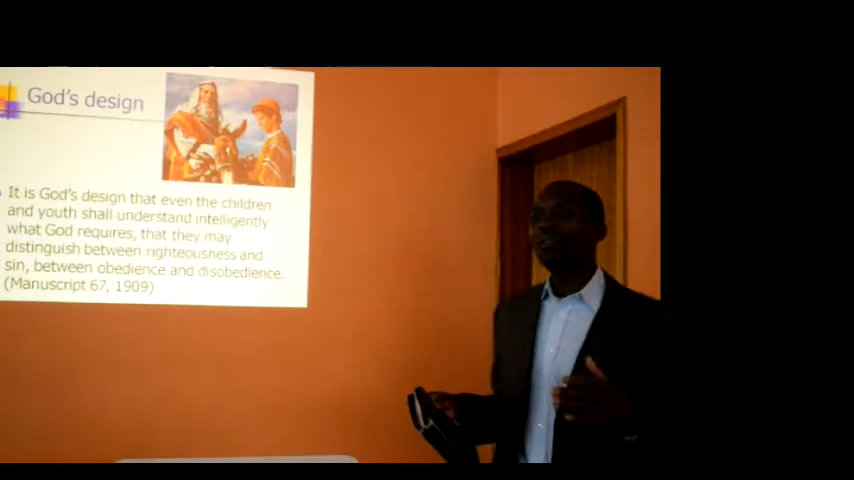 God's design
It is God's design that even the children
and youth shall understand intelligently
what God requires, that they may
distinguish between righteousness and
sin, between obedience and disobedience.
(Manuscript 67, 1909)